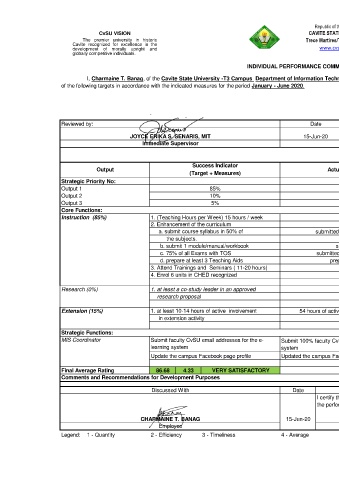 CvSU VISION
The premier university in historic
Cavite recognized for excellence in the
development of morally upright and
globally competitive individuals.
Republic of t
CAVITE STAT
Trece Martires
INDIVIDUAL PERFORMANCE COMM
I, Charmaine T. Banag, of the Cavite State University -T3 Campus, Department of Information Techn
of the following targets in accordance with the indicated measures for the period January - June 2020.
Reviewed by: Date
JOYCE ERIKA S. SENARIS, MIT 15-Jun-20
Immediate Supervisor
Output Success Indicator Actu
(Target + Measures)
Strategic Priority No:
Output 1 85%
Output 2 10%
Output 3 5%
Core Functions:
Instruction (85%) 1. (Teaching Hours per Week) 15 hours / week
2. Enhancement of the curriculum
a. submit course syllabus in 50% of submitted
the subjects
b. submit 1 module/manual/workbook s
c. 75% of all Exams with TOS submitted
d. prepare at least 3 Teaching Aids prep
3. Attend Trainings and Seminars ( 11-20 hours)
4. Enrol 6 units in CHED recognized
Research (0%) 1. at least a co-study leader in an approved
research proposal
Extension (15%) 1. at least 10-14 hours of active involvement 54 hours of activ
in extension activity
Strategic Functions:
MIS Coordinator Submit faculty CvSU email addresses for the e- Submit 100% faculty Cv
learning system system
Update the campus Facebook page profile Updated the campus Fa
Final Average Rating 86.66 4.33 VERY SATISFACTORY
Comments and Recommendations for Development Purposes
Discussed With Date
I certify th
the perfor
CHARMAINE T. BANAG 15-Jun-20
Employee
Legend: 1 - Quantity 2 - Efficiency 3 - Timeliness 4 - Average